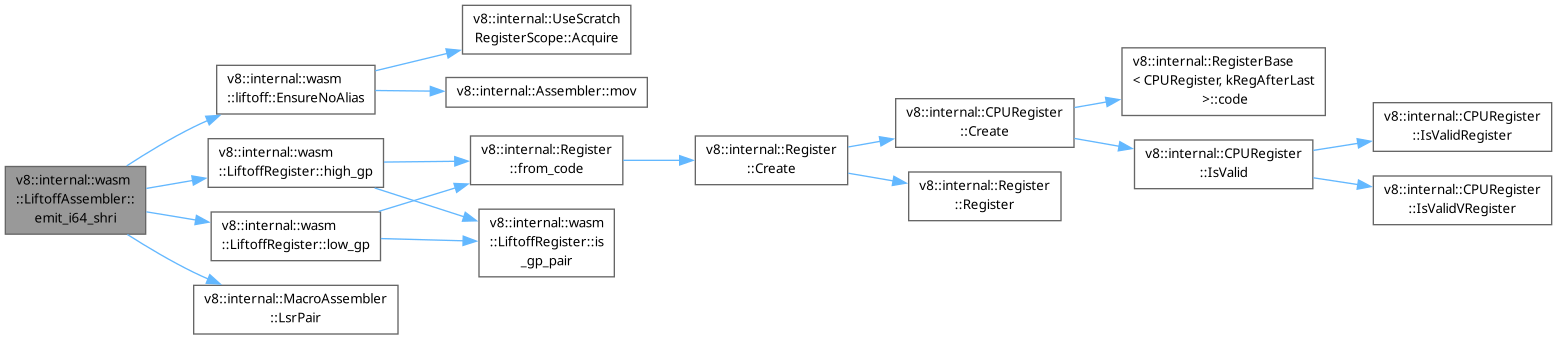 v8::internal::wasm
::LiftoffAssembler::
emit_i64_shri
v8::internal::wasm
::liftoff::EnsureNoAlias
v8::internal::UseScratch
RegisterScope::Acquire
v8::internal::Assembler::mov
v8::internal::wasm
::LiftoffRegister::high_gp
v8::internal::Register
::from_code
v8::internal::Register
::Create
v8::internal::CPURegister
::Create
v8::internal::RegisterBase
< CPURegister, kRegAfterLast
>::code
v8::internal::CPURegister
::IsValid
v8::internal::CPURegister
::IsValidRegister
v8::internal::CPURegister
::IsValidVRegister
v8::internal::Register
::Register
v8::internal::wasm
::LiftoffRegister::is
_gp_pair
v8::internal::wasm
::LiftoffRegister::low_gp
v8::internal::MacroAssembler
::LsrPair